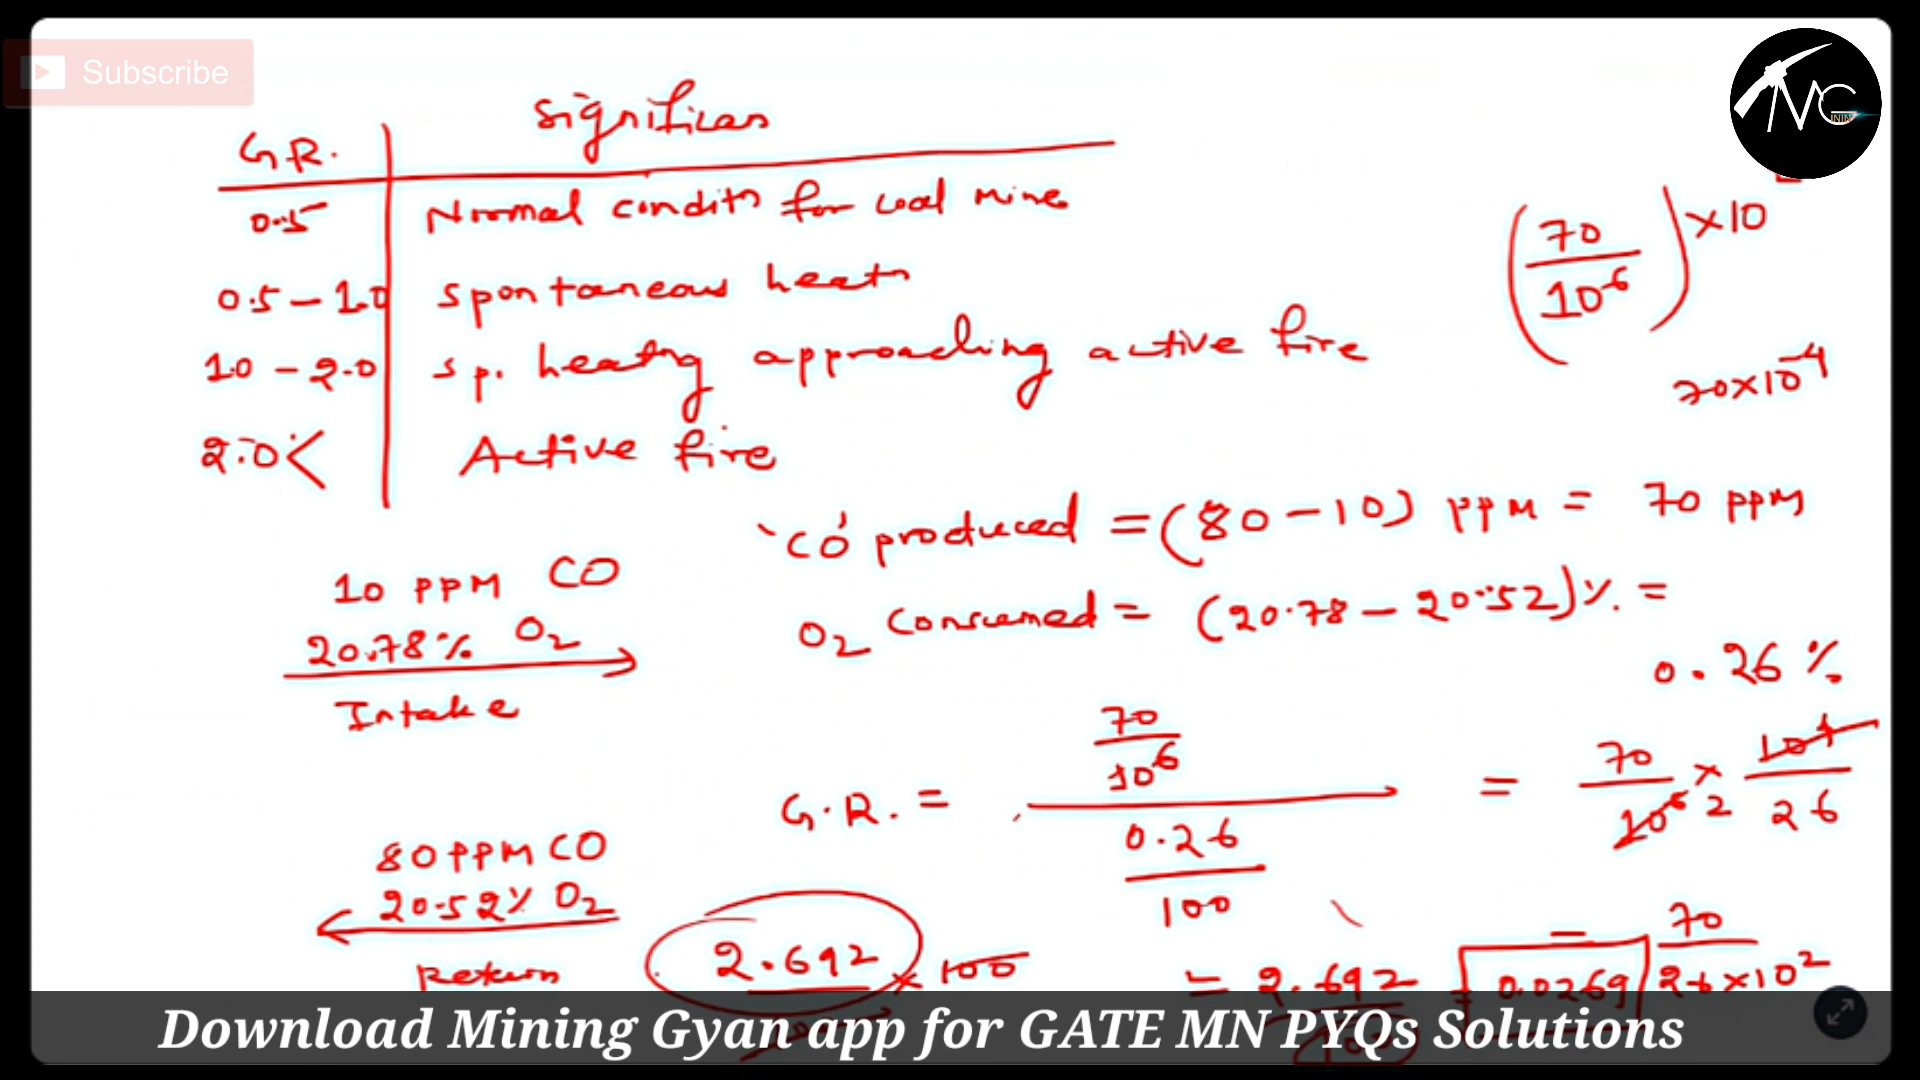 Subscribe
MG
ININ
G.R. Significan
0.5 Normal conditn for coal mine
0.5 - 1.0 spontaneous heatn
1.0 - 2.0 sp. heating approaching active fire
2.0 < Active fire
(70/10^-6) × 10
70×10^-4
'CO' produced = (80 - 10) PPM = 70 PPM
10 PPM CO
20.78% O2
Intake
O2 Consumed = (20.78 - 20.52)% =
0.26 %
G.R. = (70/10^6) / (0.26/100) = 70/10^6 2 × 10^4/26
80 PPM CO
20.52% O2
Return
2.692 × 100
= 2.692 0.0269 = 70/26×10^2
Download Mining Gyan app for GATE MN PYQs Solutions